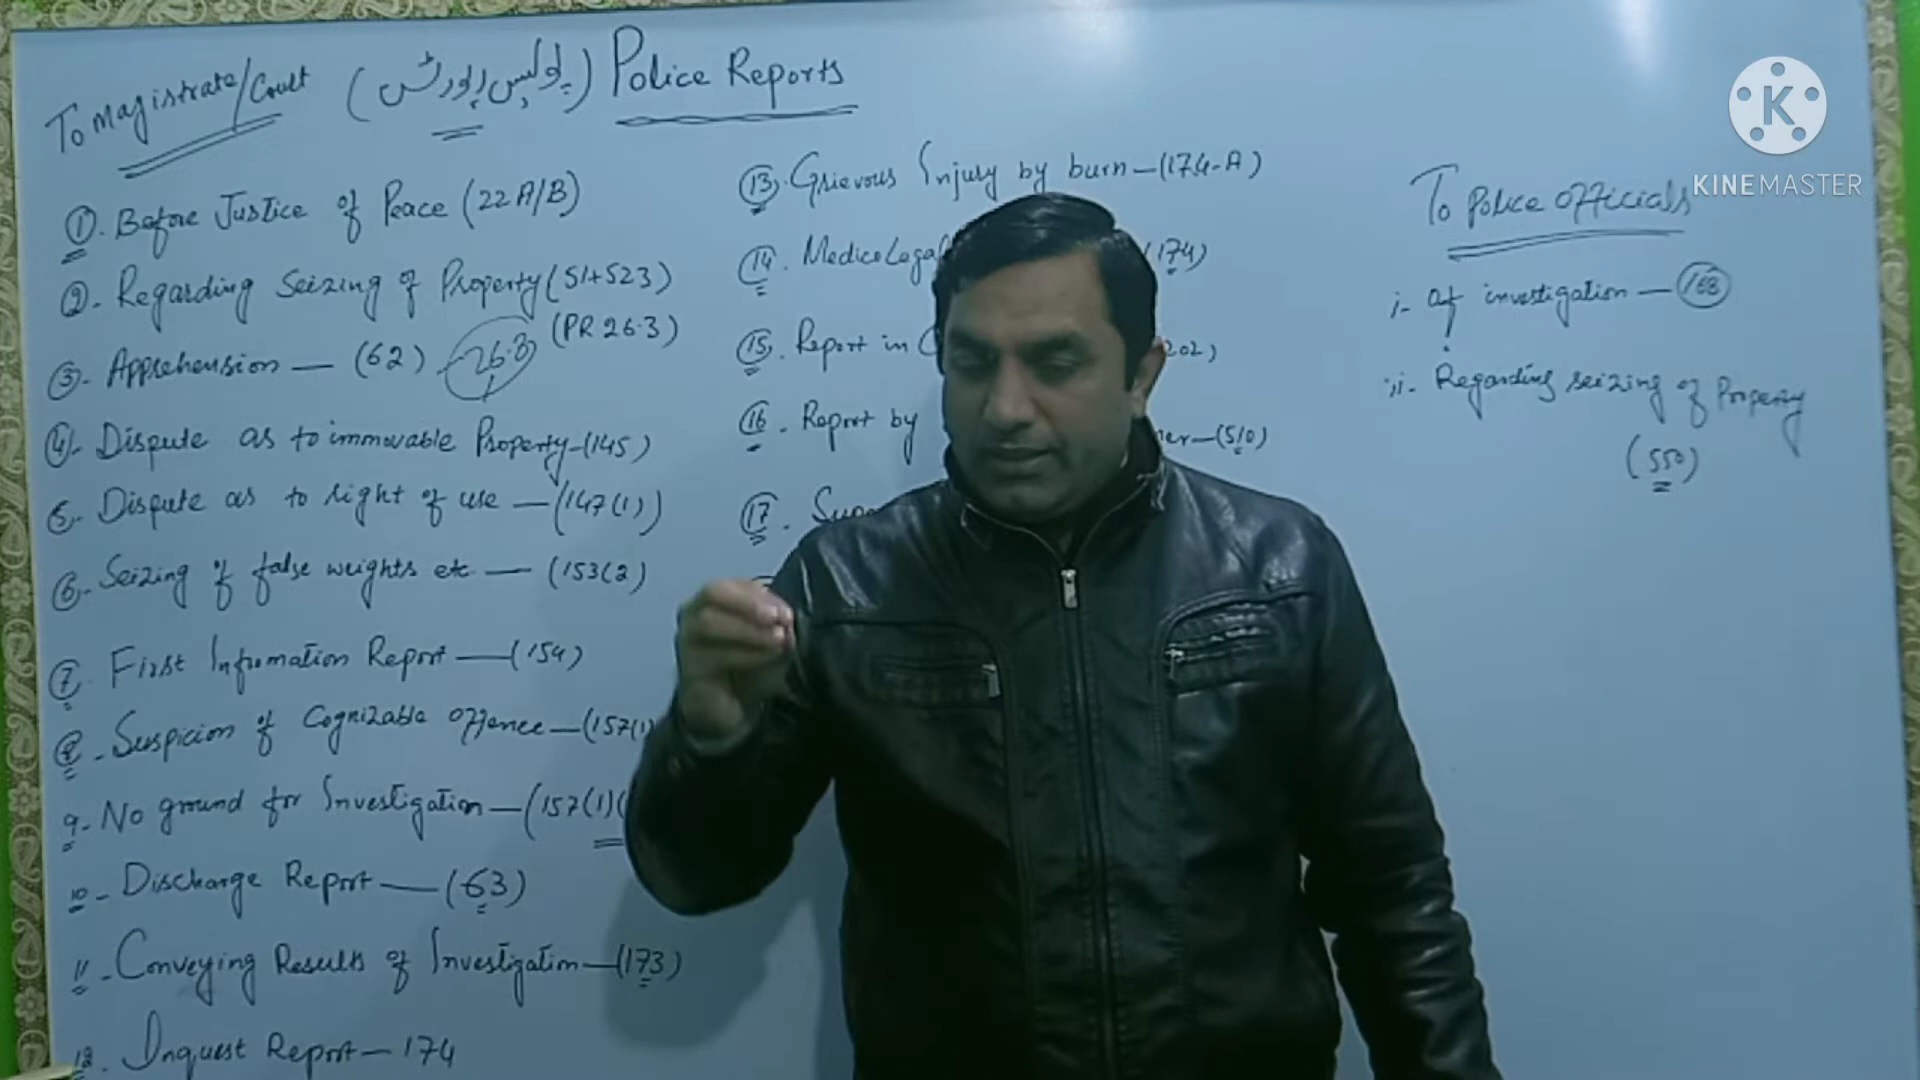 To Magistrate/Court (پولیس رپورٹس) Police Reports
①. Before Justice of Peace (22 A/B)
②- Regarding Seizing of Property (51+523)
(PR 26.3)
③- Apprehension — (62) 26.3
④- Dispute as to immovable Property-(145)
5- Dispute as to right of use — (147(1))
⑥- Seizing of false weights etc — (153(2)
⑦. First Infromation Report — (154)
⑧- Suspicion of Cognizable offence — (157(1)
9- No ground for Investigation — (157(1)(
10- Discharge Report — (63)
11- Conveying Results of Investigation — (173)
12. Inquest Report — 174
⑬. Grievous Injury by burn — (174-A)
⑭. MedicoLegal (174)
⑮. Report in 202)
⑯. Report by er — (510)
⑰.
To Police officials
i- of investigation — (168)
ii- Regarding seizing of Property
(550)
KINEMASTER